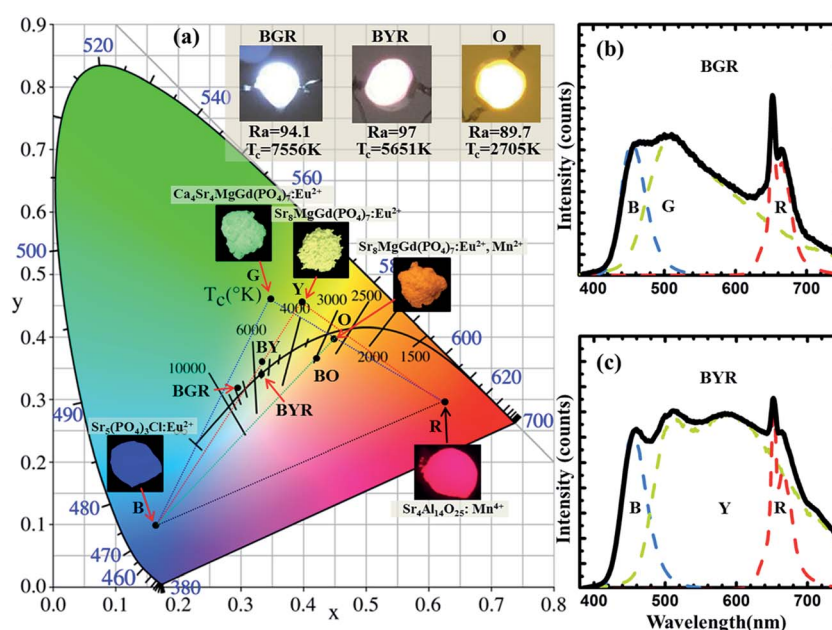 (a)
BGR BYR O
Ra=94.1 Ra=97 Ra=89.7
Tc=7556K Tc=5651K Tc=2705K
Ca4Sr4MgGd(PO4)7:Eu2+
Sr8MgGd(PO4)7:Eu2+
Sr8MgGd(PO4)7:Eu2+, Mn2+
Sr5(PO4)3Cl:Eu2+
Sr4Al14O25: Mn4+
G
Tc(°K)
Y
O
BY
BO
BGR
BYR
R
B
10000 6000 4000 3000 2500 2000 1500
520
540
560
500
600
620
490
700
480
470
460
380
0.9
0.8
0.7
0.6
0.5
0.4
0.3
0.2
0.1
0.0
y
0.0 0.1 0.2 0.3 0.4 0.5 0.6 0.7 0.8
x
(b)
BGR
B G R
Intensity (counts)
400 500 600 700
(c)
BYR
B Y R
Intensity (counts)
400 500 600 700
Wavelength(nm)